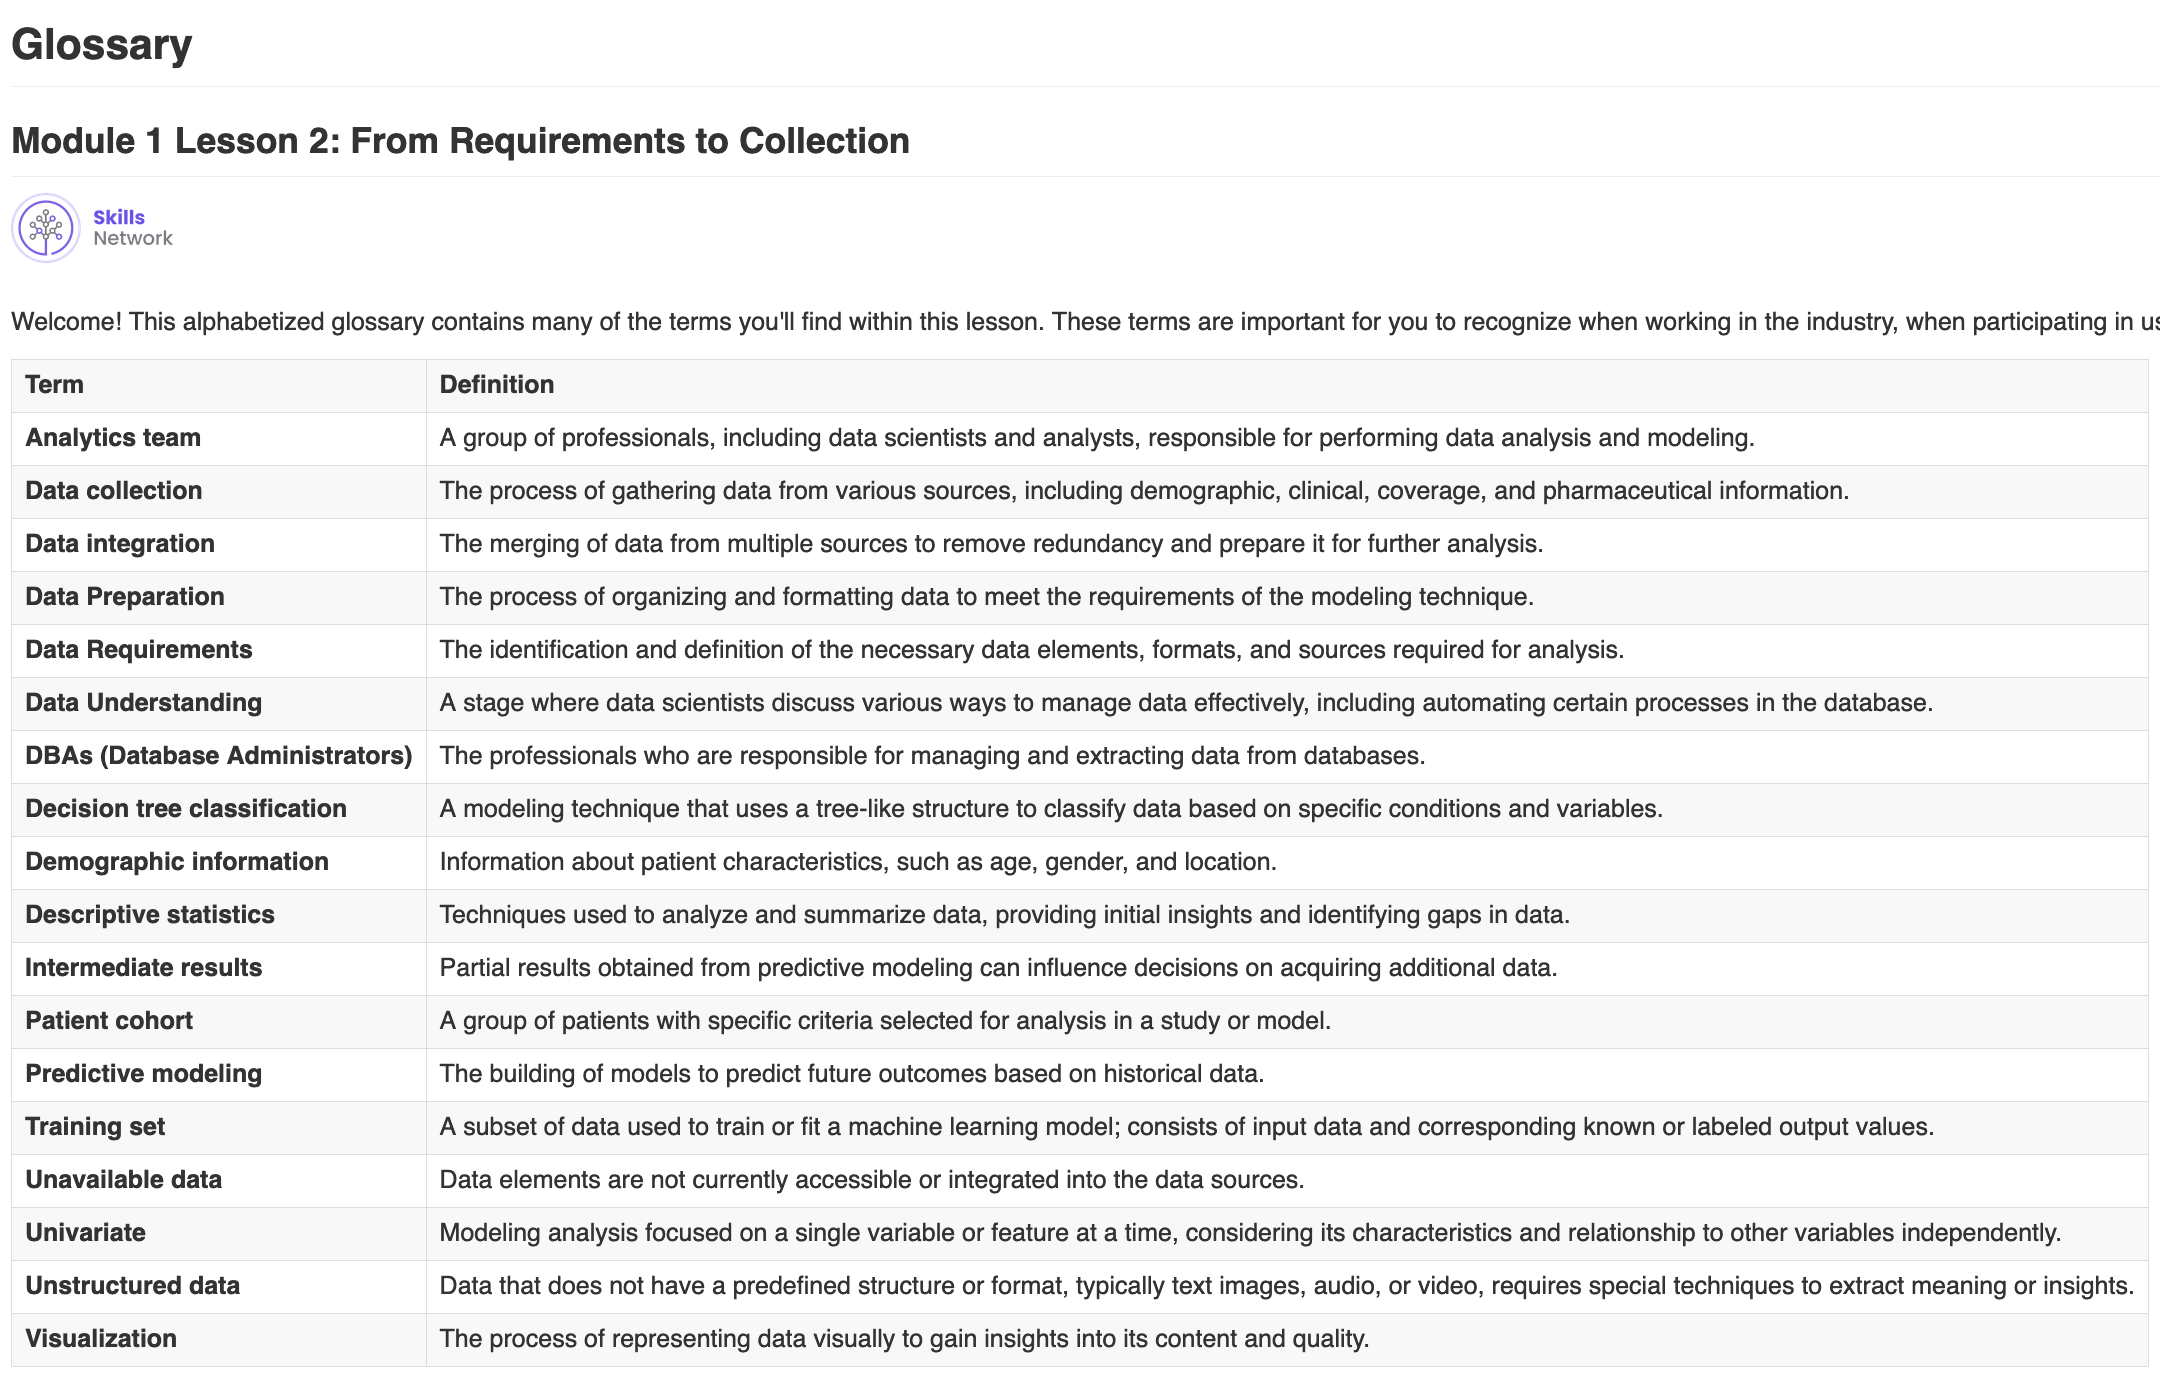 Glossary
Module 1 Lesson 2: From Requirements to Collection
Skills
Network
Welcome! This alphabetized glossary contains many of the terms you'll find within this lesson. These terms are important for you to recognize when working in the industry, when participating in
Term Definition
Analytics team A group of professionals, including data scientists and analysts, responsible for performing data analysis and modeling.
Data collection The process of gathering data from various sources, including demographic, clinical, coverage, and pharmaceutical information.
Data integration The merging of data from multiple sources to remove redundancy and prepare it for further analysis.
Data Preparation The process of organizing and formatting data to meet the requirements of the modeling technique.
Data Requirements The identification and definition of the necessary data elements, formats, and sources required for analysis.
Data Understanding A stage where data scientists discuss various ways to manage data effectively, including automating certain processes in the database.
DBAs (Database Administrators) The professionals who are responsible for managing and extracting data from databases.
Decision tree classification A modeling technique that uses a tree-like structure to classify data based on specific conditions and variables.
Demographic information Information about patient characteristics, such as age, gender, and location.
Descriptive statistics Techniques used to analyze and summarize data, providing initial insights and identifying gaps in data.
Intermediate results Partial results obtained from predictive modeling can influence decisions on acquiring additional data.
Patient cohort A group of patients with specific criteria selected for analysis in a study or model.
Predictive modeling The building of models to predict future outcomes based on historical data.
Training set A subset of data used to train or fit a machine learning model; consists of input data and corresponding known or labeled output values.
Unavailable data Data elements are not currently accessible or integrated into the data sources.
Univariate Modeling analysis focused on a single variable or feature at a time, considering its characteristics and relationship to other variables independently.
Unstructured data Data that does not have a predefined structure or format, typically text images, audio, or video, requires special techniques to extract meaning or insights.
Visualization The process of representing data visually to gain insights into its content and quality.